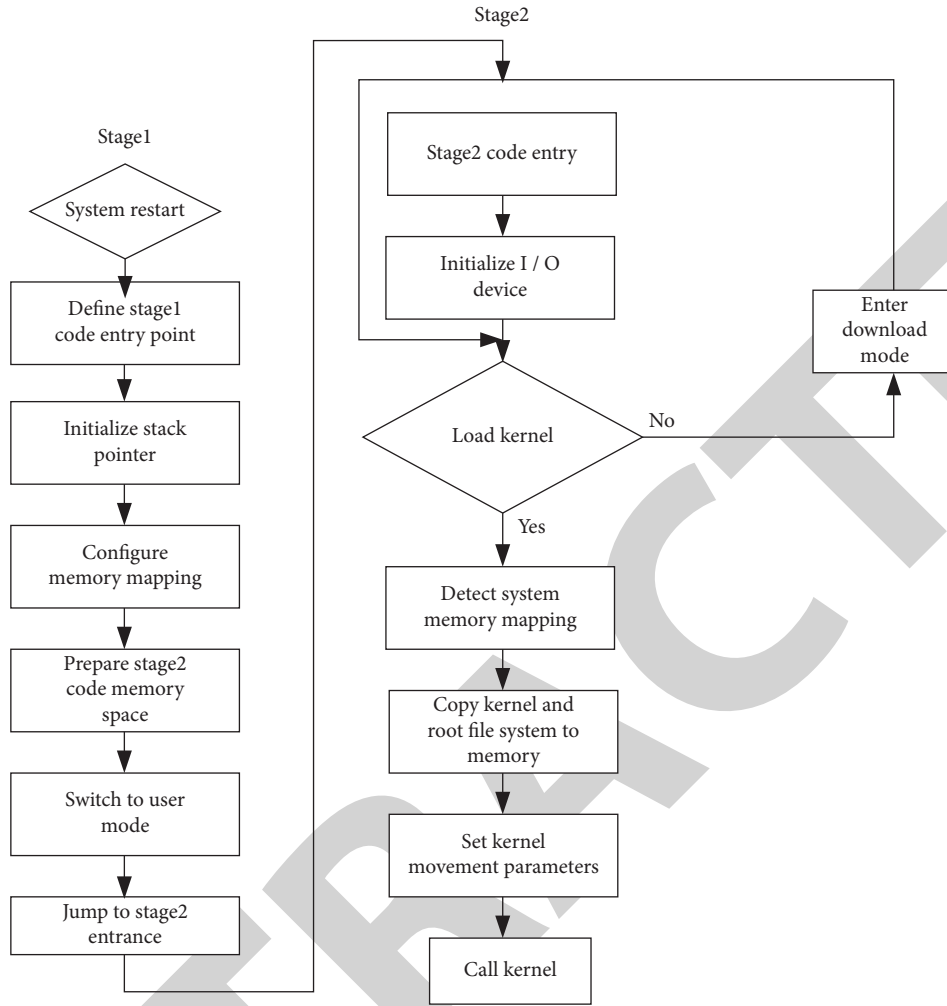 Stage1
System restart
Define stage1
code entry point
Initialize stack
pointer
Configure
memory mapping
Prepare stage2
code memory
space
Switch to user
mode
Jump to stage2
entrance
Stage2
Stage2 code entry
Initialize I / O
device
Load kernel
No
Enter
download
mode
Yes
Detect system
memory mapping
Copy kernel and
root file system to
memory
Set kernel
movement parameters
Call kernel
TRACT